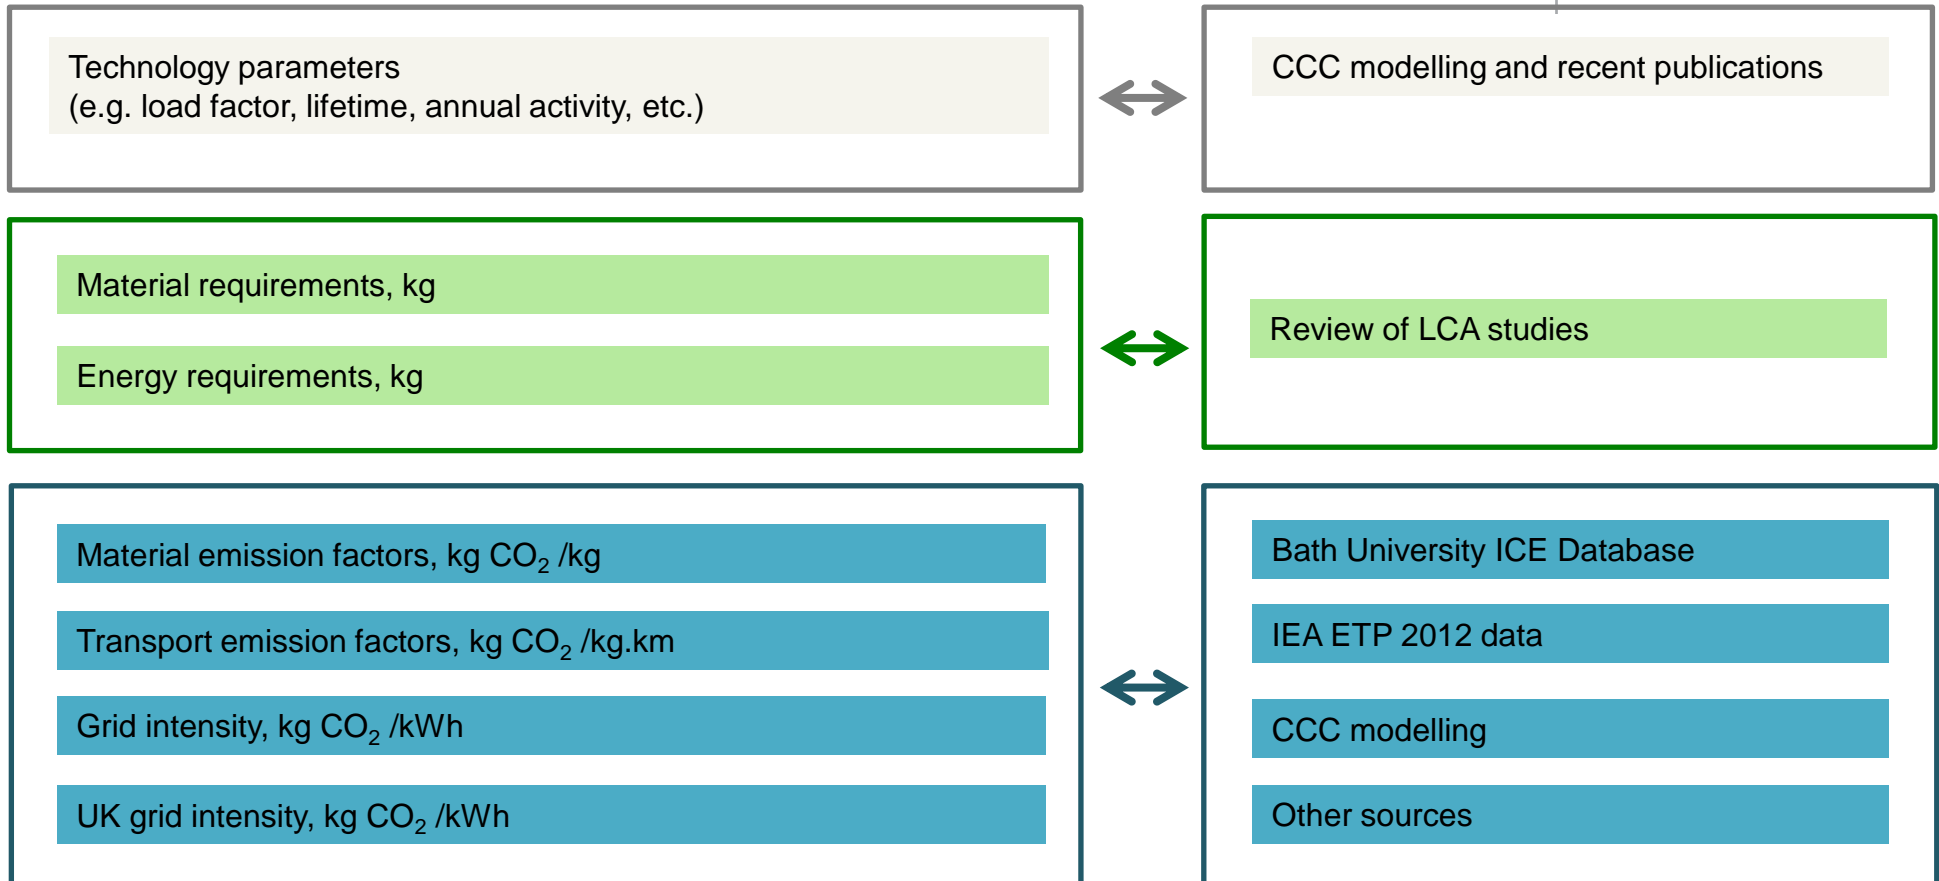 Technology parameters
(e.g. load factor, lifetime, annual activity, etc.)
CCC modelling and recent publications
Material requirements, kg
Energy requirements, kg
Review of LCA studies
Material emission factors, kg CO₂ /kg
Transport emission factors, kg CO₂ /kg.km
Grid intensity, kg CO₂ /kWh
UK grid intensity, kg CO₂ /kWh
Bath University ICE Database
IEA ETP 2012 data
CCC modelling
Other sources